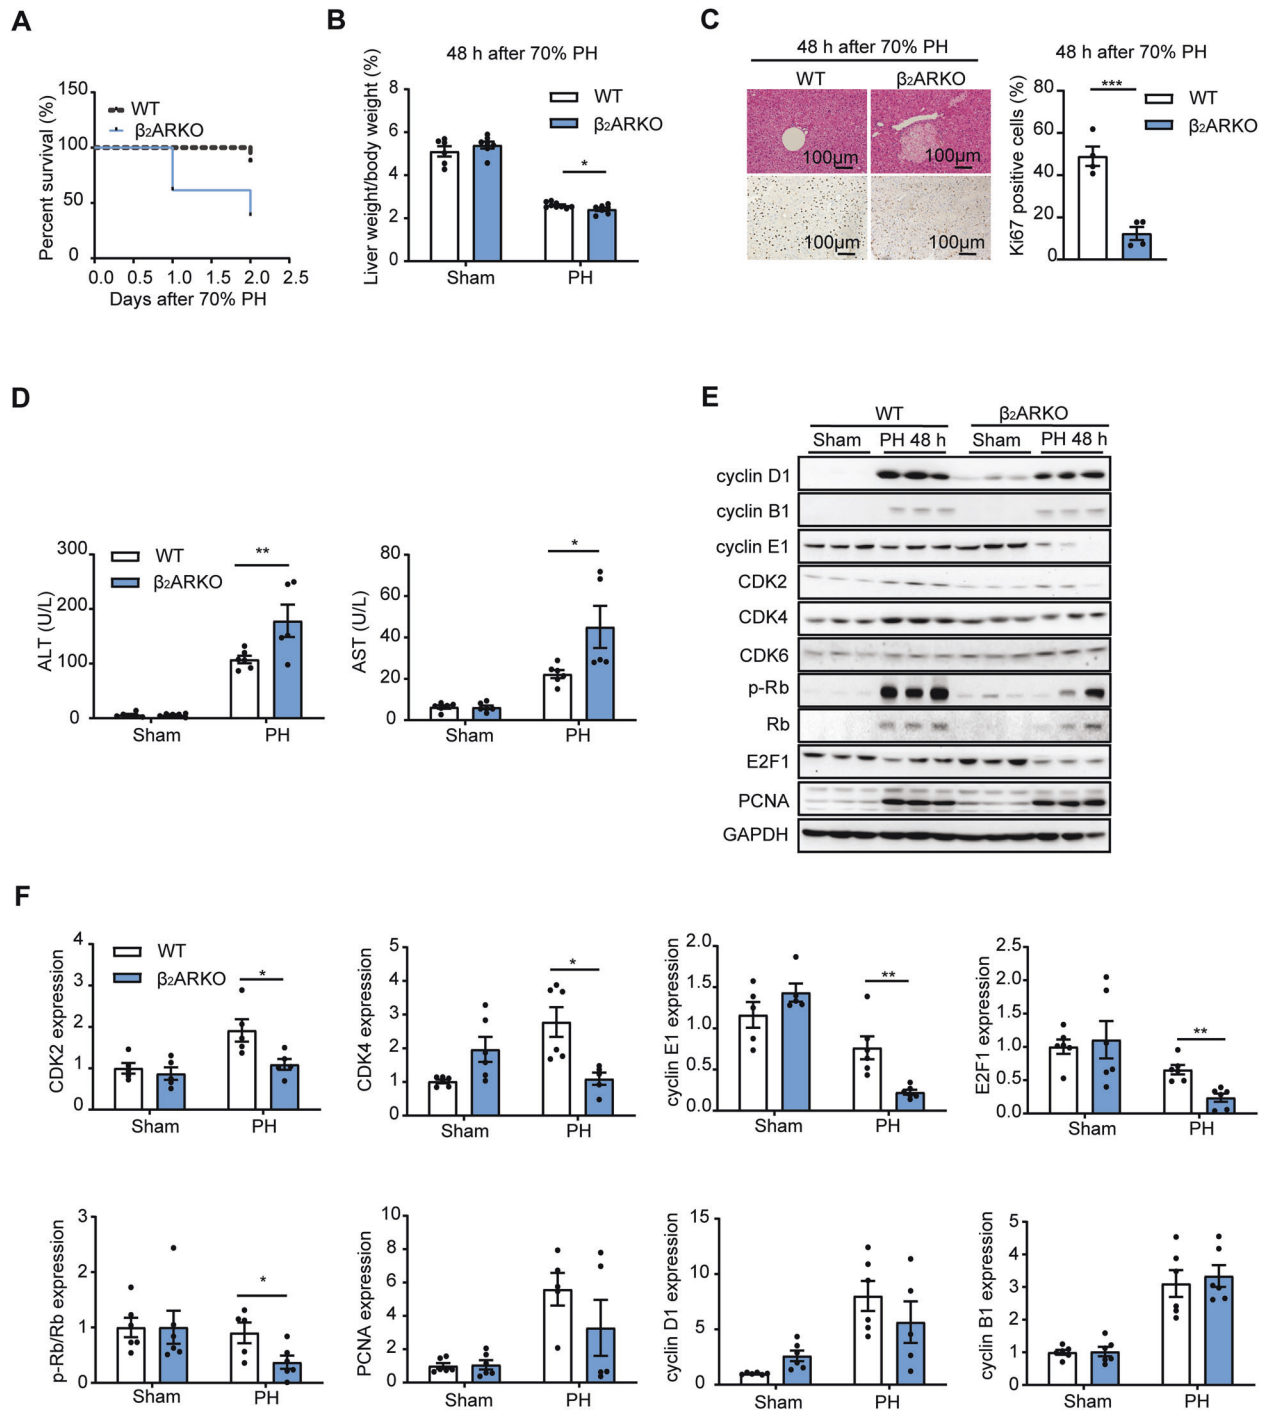 A
Percent survival (%)
150
100
50
0
WT
β₂ARKO
0.0 0.5 1.0 1.5 2.0 2.5
Days after 70% PH
B
48 h after 70% PH
Liver weight/body weight (%)
8
6
4
2
0
WT
β₂ARKO
*
Sham PH
C
48 h after 70% PH
WT β₂ARKO
100μm 100μm
100μm 100μm
48 h after 70% PH
Ki67 positive cells (%)
80
60
40
20
0
***
WT
β₂ARKO
D
ALT (U/L)
300
200
100
0
WT
β₂ARKO
**
Sham PH
AST (U/L)
80
60
40
20
0
*
Sham PH
E
WT β₂ARKO
Sham PH 48 h Sham PH 48 h
cyclin D1
cyclin B1
cyclin E1
CDK2
CDK4
CDK6
p-Rb
Rb
E2F1
PCNA
GAPDH
F
CDK2 expression
4
3
2
1
0
WT
β₂ARKO
*
Sham PH
CDK4 expression
5
4
3
2
1
0
*
Sham PH
cyclin E1 expression
2.0
1.5
1.0
0.5
0.0
**
Sham PH
E2F1 expression
2.5
2.0
1.5
1.0
0.5
0.0
**
Sham PH
p-Rb/Rb expression
3
2
1
0
*
Sham PH
PCNA expression
10
8
6
4
2
0
Sham PH
cyclin D1 expression
15
10
5
0
Sham PH
cyclin B1 expression
5
4
3
2
1
0
Sham PH